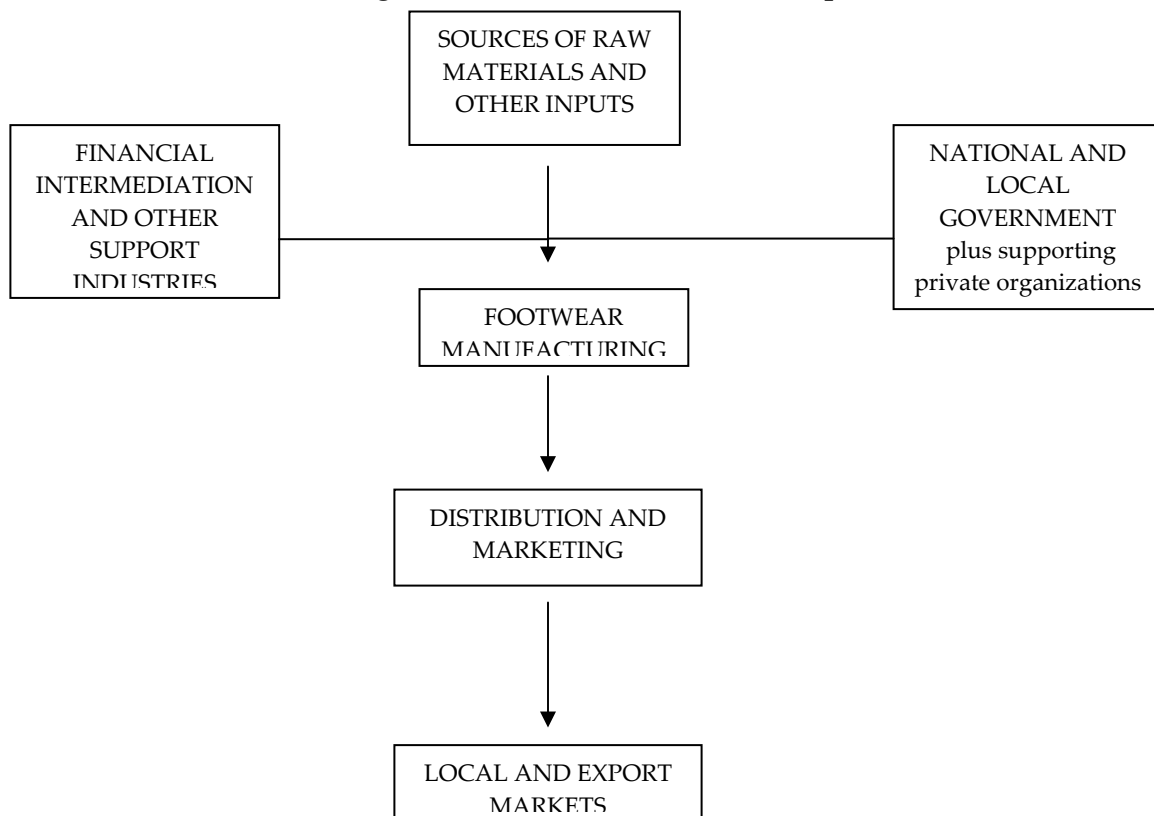 SOURCES OF RAW
MATERIALS AND
OTHER INPUTS
FINANCIAL
INTERMEDIATION
AND OTHER
SUPPORT
INDUSTRIES
NATIONAL AND
LOCAL
GOVERNMENT
plus supporting
private organizations
FOOTWEAR
MANUFACTURING
DISTRIBUTION AND
MARKETING
LOCAL AND EXPORT
MARKETS